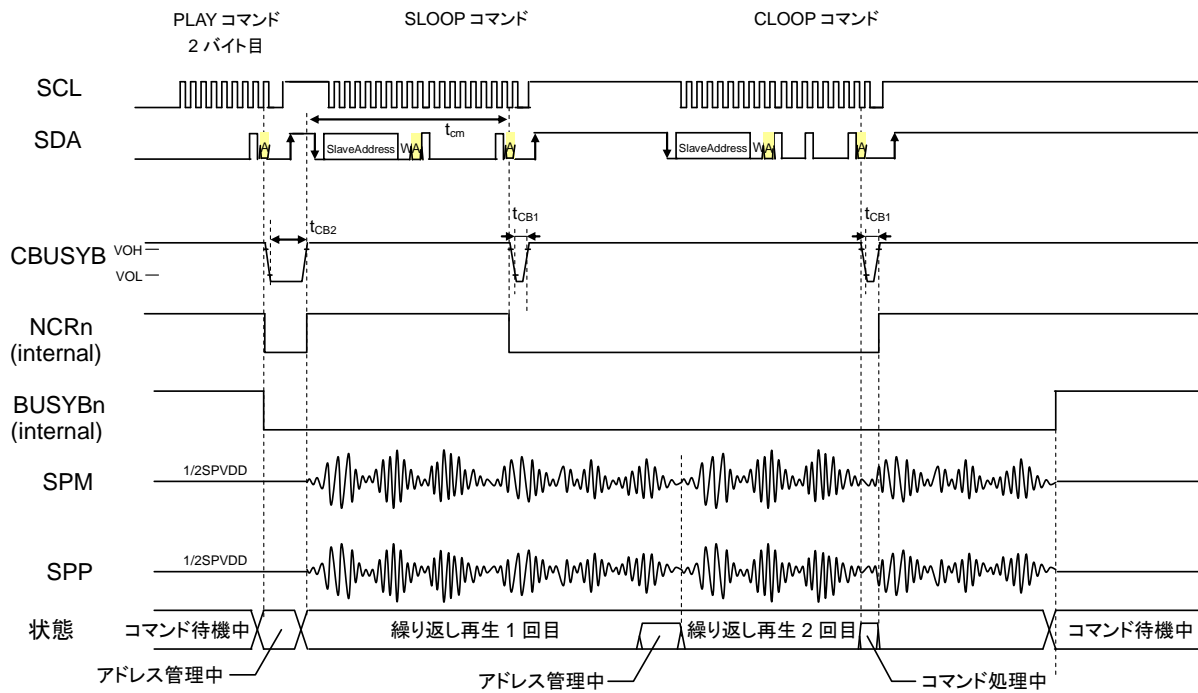 PLAY コマンド
2 バイト目
SLOOP コマンド
CLOOP コマンド
SCL
tcm
SDA
A
SlaveAddress W A
A
SlaveAddress W A
A
tCB2
tCB1
tCB1
CBUSYB
VOH
VOL
NCRn
(internal)
BUSYBn
(internal)
SPM
1/2SPVDD
SPP
1/2SPVDD
状態
コマンド待機中
繰り返し再生 1 回目
繰り返し再生 2 回目
コマンド待機中
アドレス管理中
アドレス管理中
コマンド処理中